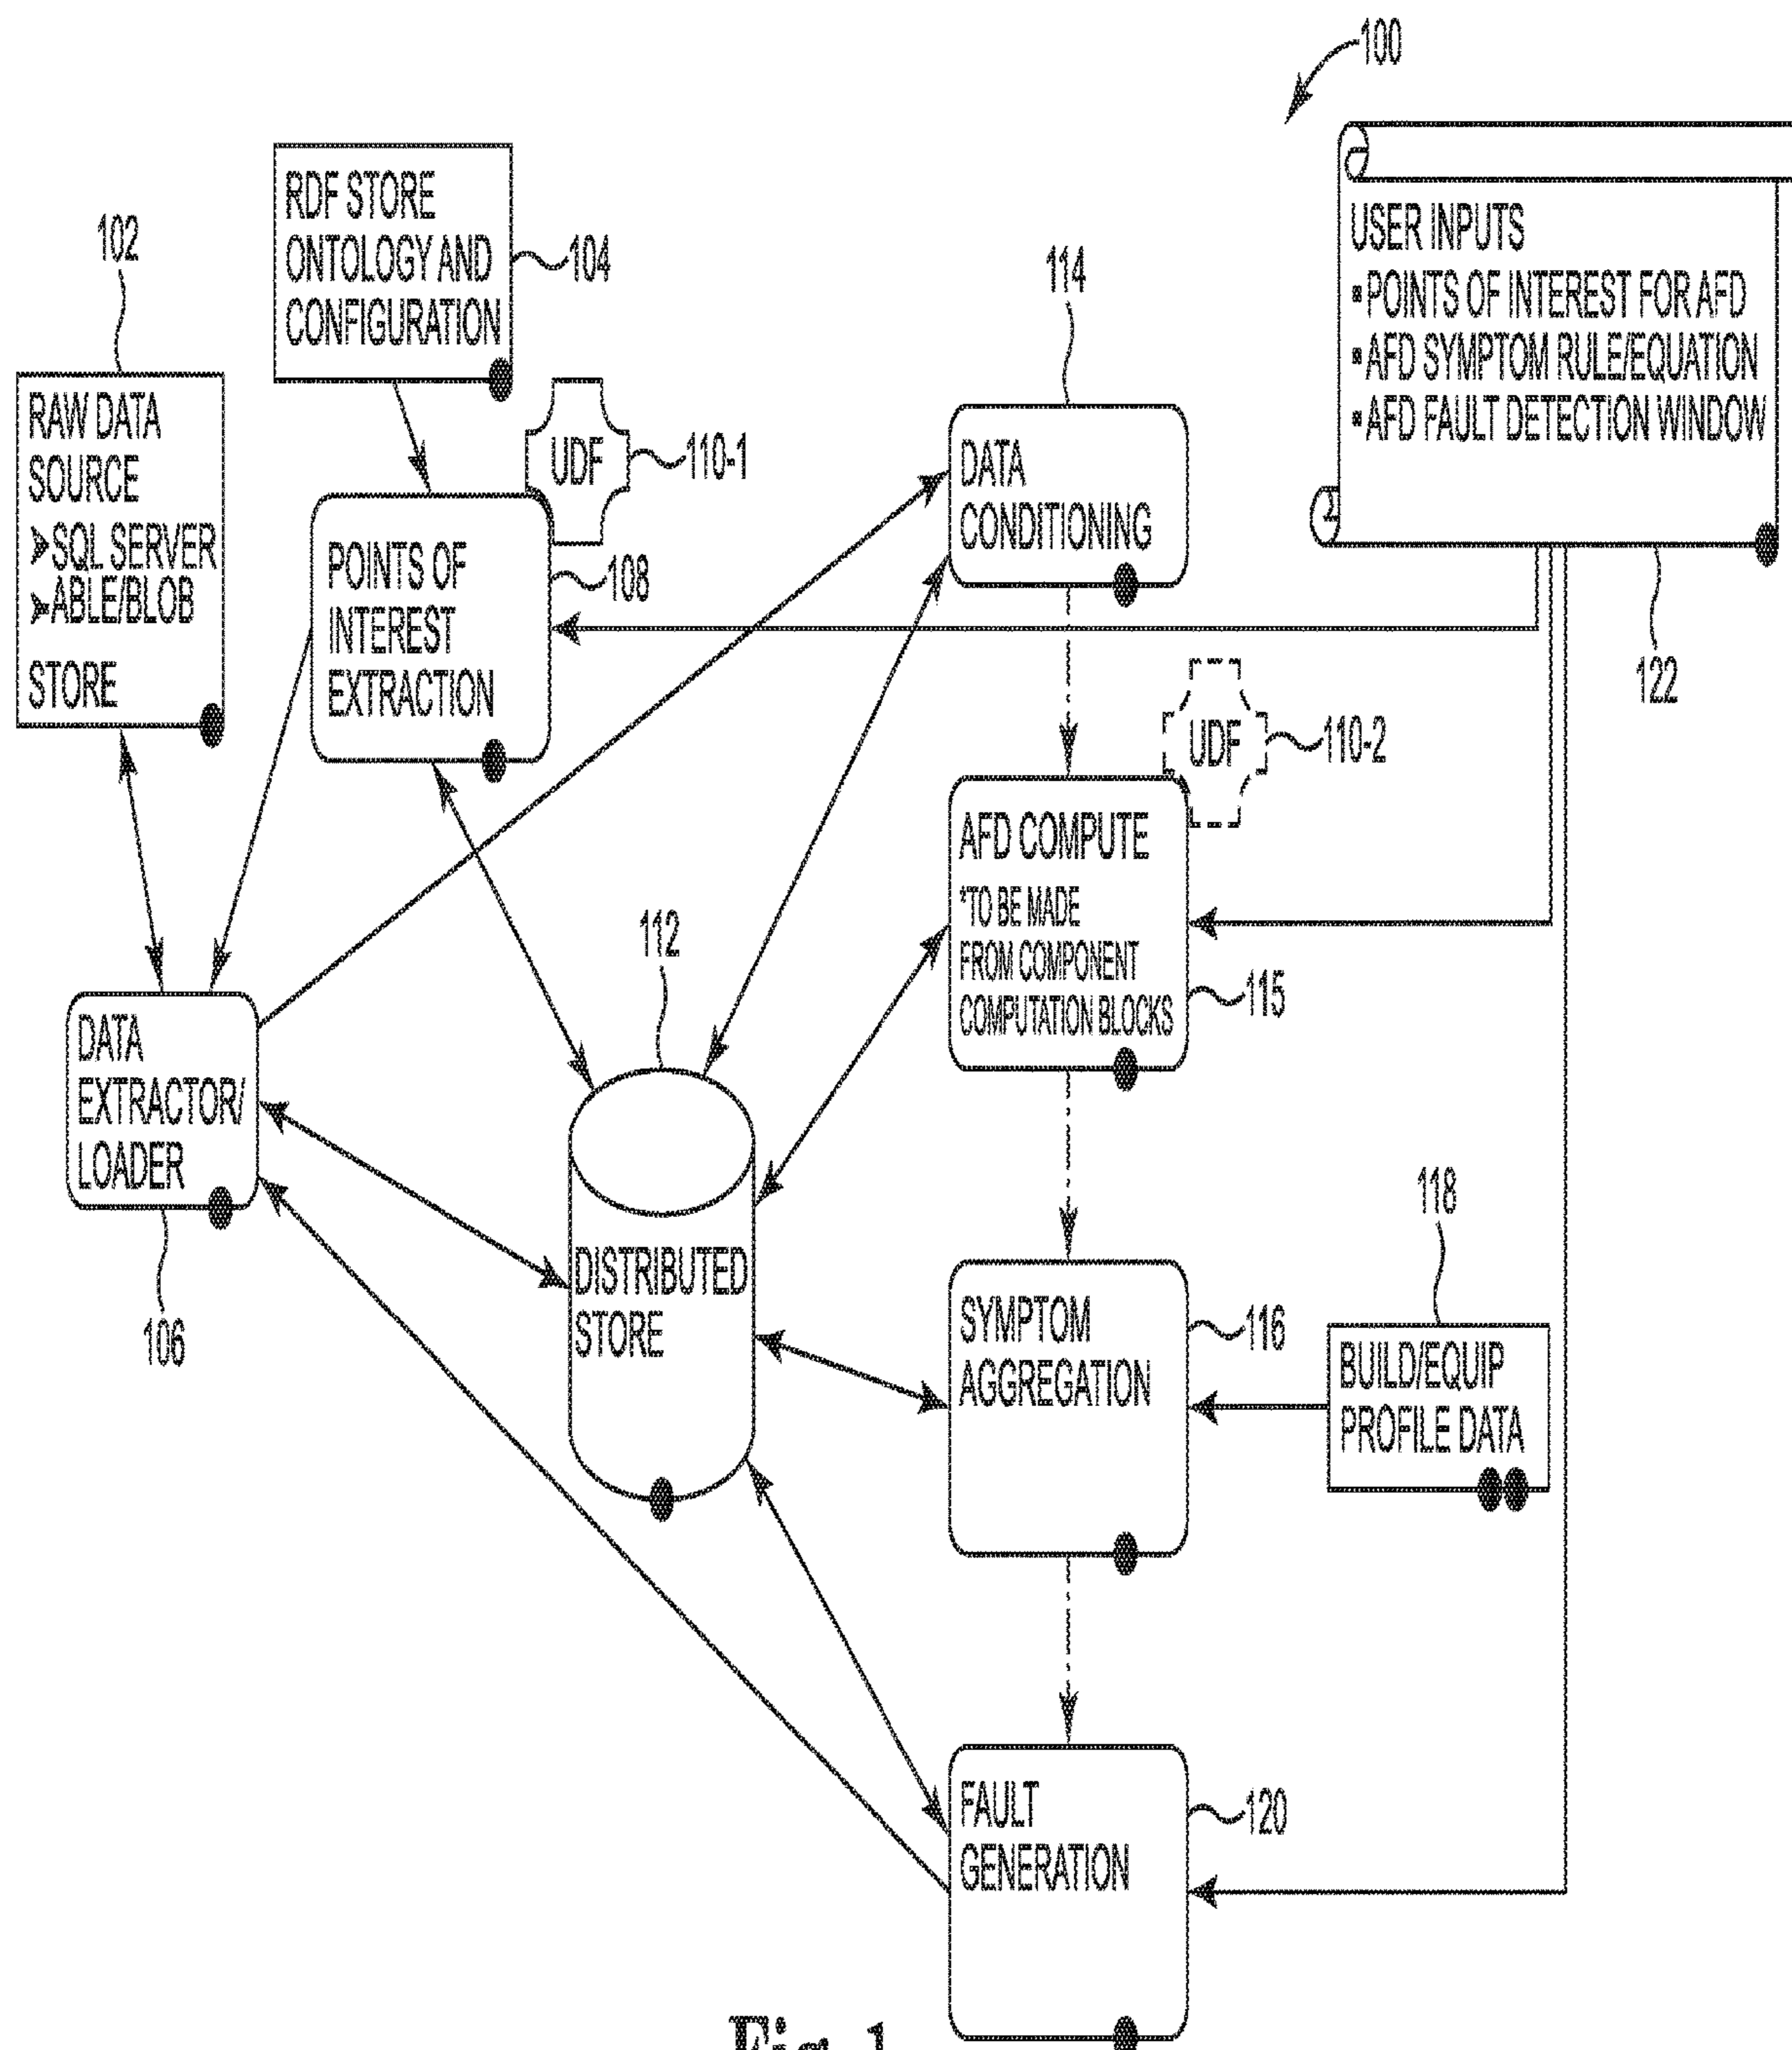 100
RDF STORE
ONTOLOGY AND
CONFIGURATION
104
102
RAW DATA
SOURCE
➤SQL SERVER
➤ABLE/BLOB
STORE
UDF
110-1
POINTS OF
INTEREST
EXTRACTION
108
114
DATA
CONDITIONING
USER INPUTS
▪POINTS OF INTEREST FOR AFD
▪AFD SYMPTOM RULE/EQUATION
▪AFD FAULT DETECTION WINDOW
122
UDF
110-2
AFD COMPUTE
*TO BE MADE
FROM COMPONENT
COMPUTATION BLOCKS
115
112
DISTRIBUTED
STORE
DATA
EXTRACTOR/
LOADER
106
SYMPTOM
AGGREGATION
116
118
BUILD/EQUIP
PROFILE DATA
FAULT
GENERATION
120
Fig. 1